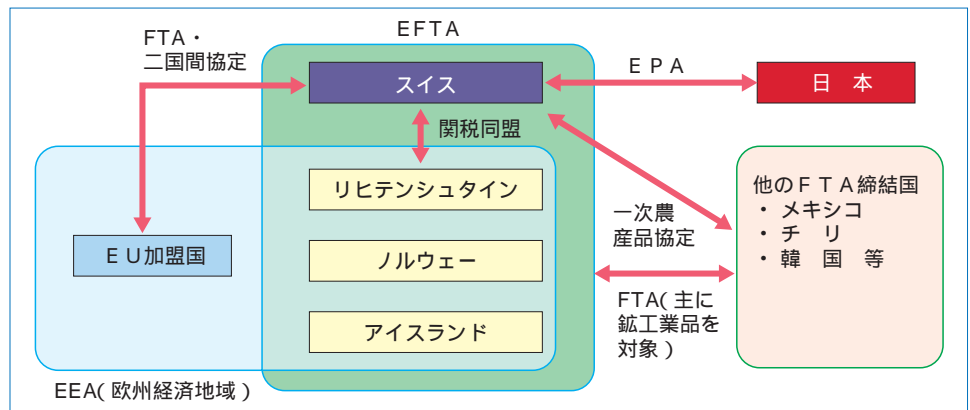 EFTA
FTA・
二国間協定
スイス
ＥＰＡ
日　本
関税同盟
リヒテンシュタイン
ノルウェー
アイスランド
ＥＵ加盟国
EEA(欧州経済地域)
一次農
産品協定
FTA(主に
鉱工業品を
対象)
他のＦＴＡ締結国
・ メキシコ
・ チ　リ
・ 韓　国　等